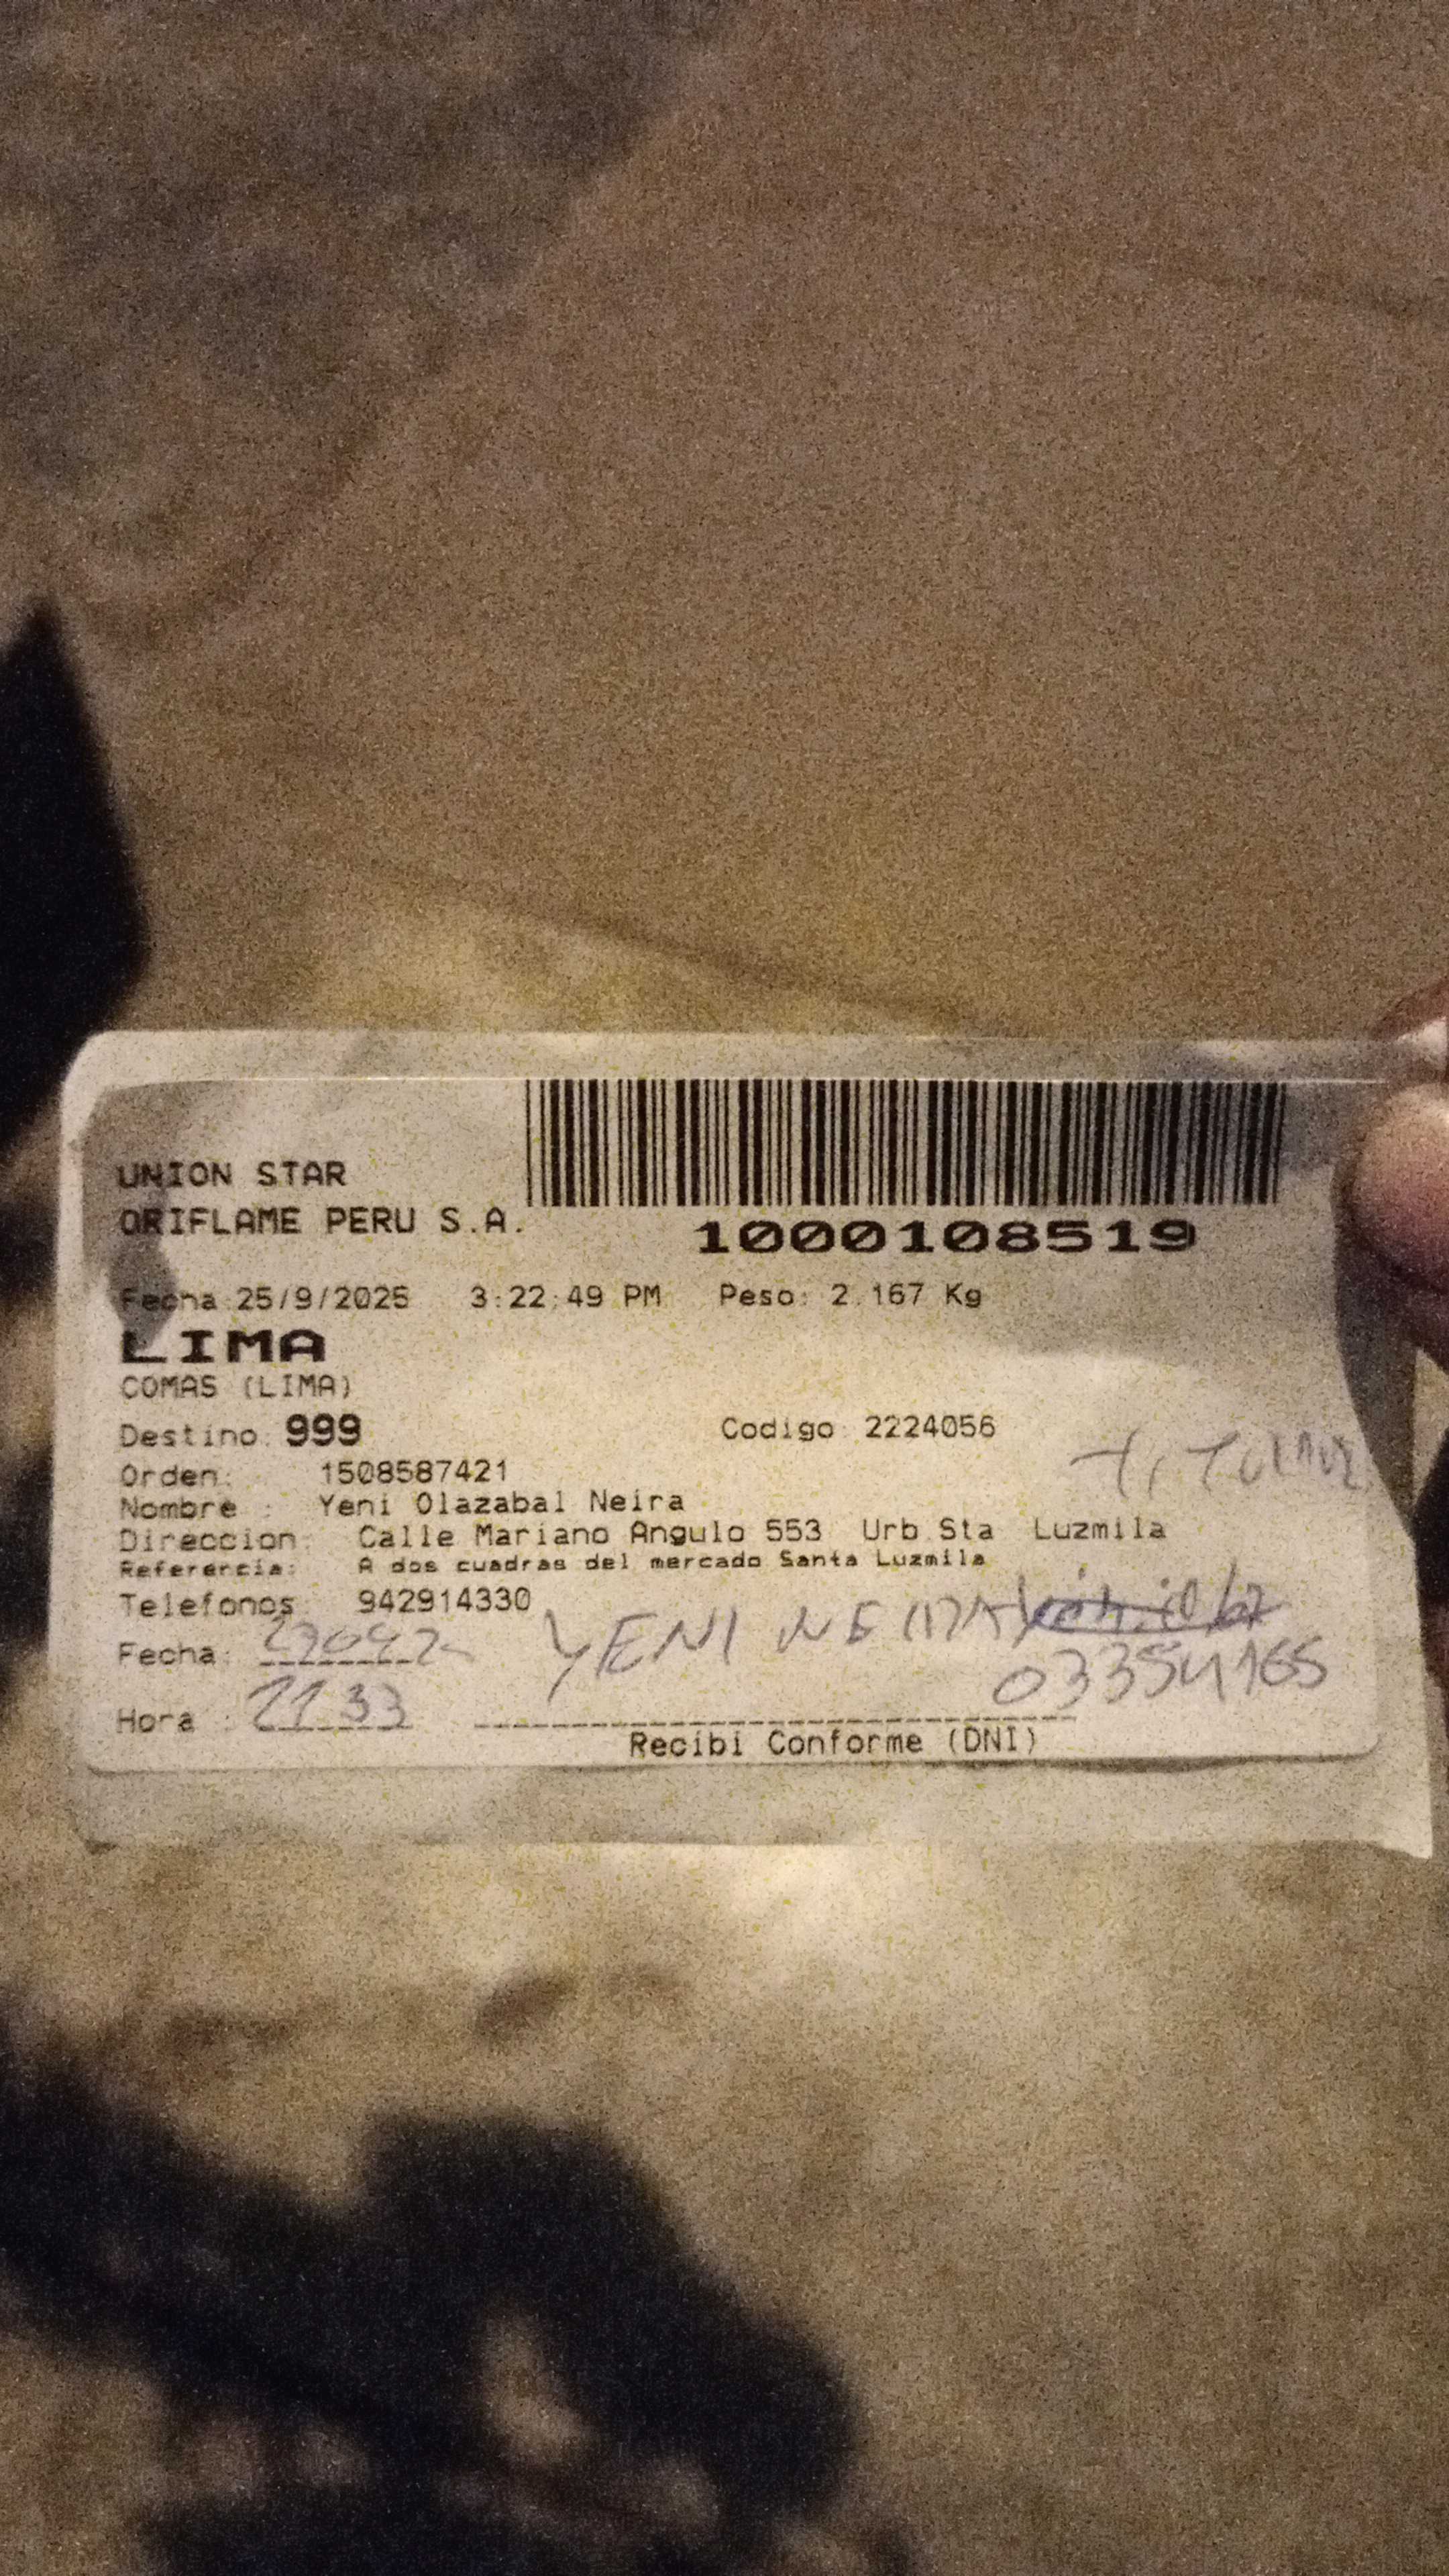 UNION STAR
ORIFLAME PERU S.A.
1000108519
Fecha 25/9/2025 3:22:49 PM Peso: 2.167 Kg
LIMA
COMAS (LIMA)
Destino: 999 Codigo: 2224056
Orden: 1508587421
Nombre : Yeni Olazabal Neira
Direccion: Calle Mariano Angulo 553 Urb.Sta Luzmila
Referencia: A dos cuadras del mercado Santa Luzmila
Telefonos: 942914330
Fecha: YENI
03354165
Hora : 11 33
Recibi Conforme (DNI)